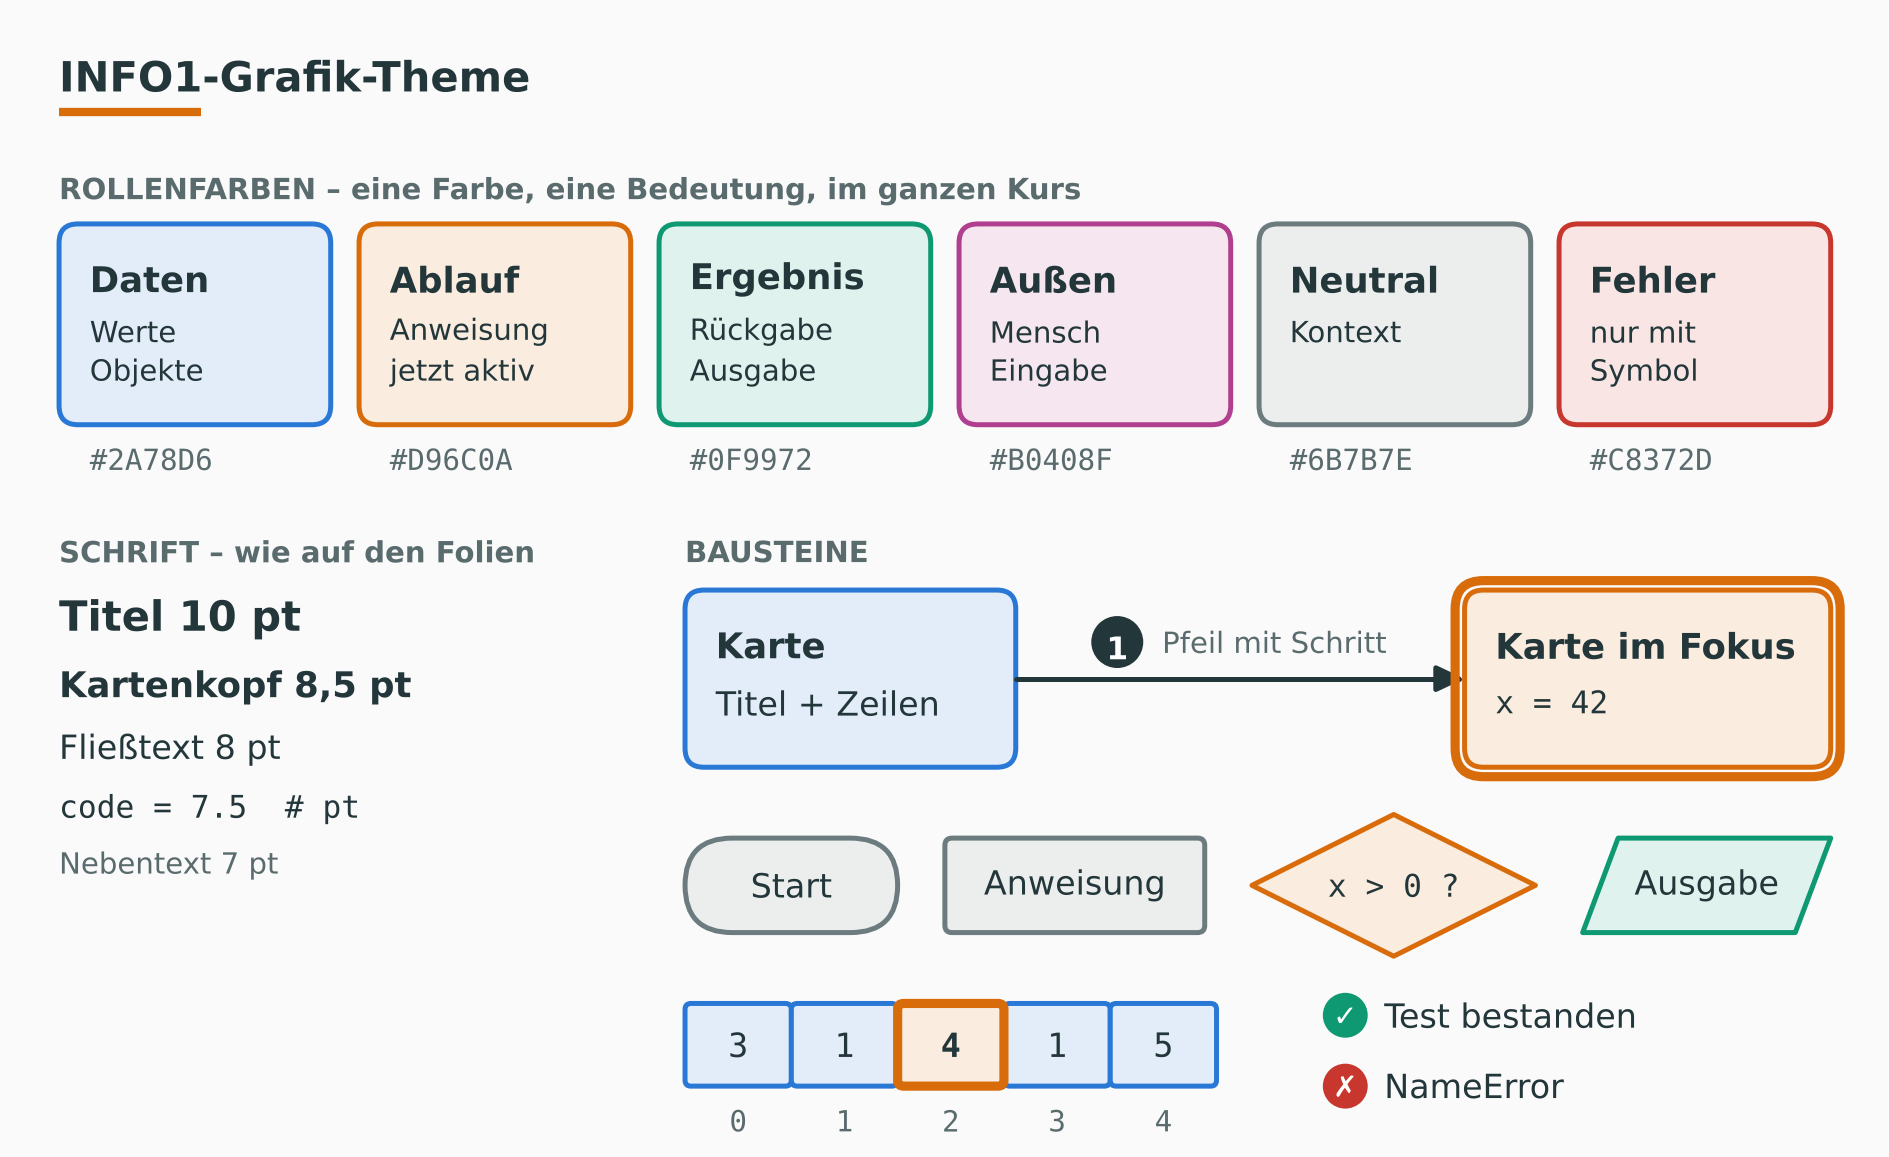 INFO1-Grafik-Theme
ROLLENFARBEN – eine Farbe, eine Bedeutung, im ganzen Kurs
Daten
Werte
Objekte
#2A78D6
Ablauf
Anweisung
jetzt aktiv
#D96C0A
Ergebnis
Rückgabe
Ausgabe
#0F9972
Außen
Mensch
Eingabe
#B0408F
Neutral
Kontext
#6B7B7E
Fehler
nur mit
Symbol
#C8372D
SCHRIFT – wie auf den Folien
Titel 10 pt
Kartenkopf 8,5 pt
Fließtext 8 pt
code = 7.5  # pt
Nebentext 7 pt
BAUSTEINE
Karte
Titel + Zeilen
1 Pfeil mit Schritt
Karte im Fokus
x = 42
Start
Anweisung
x > 0 ?
Ausgabe
3 1 4 1 5
0 1 2 3 4
✓ Test bestanden
✗ NameError